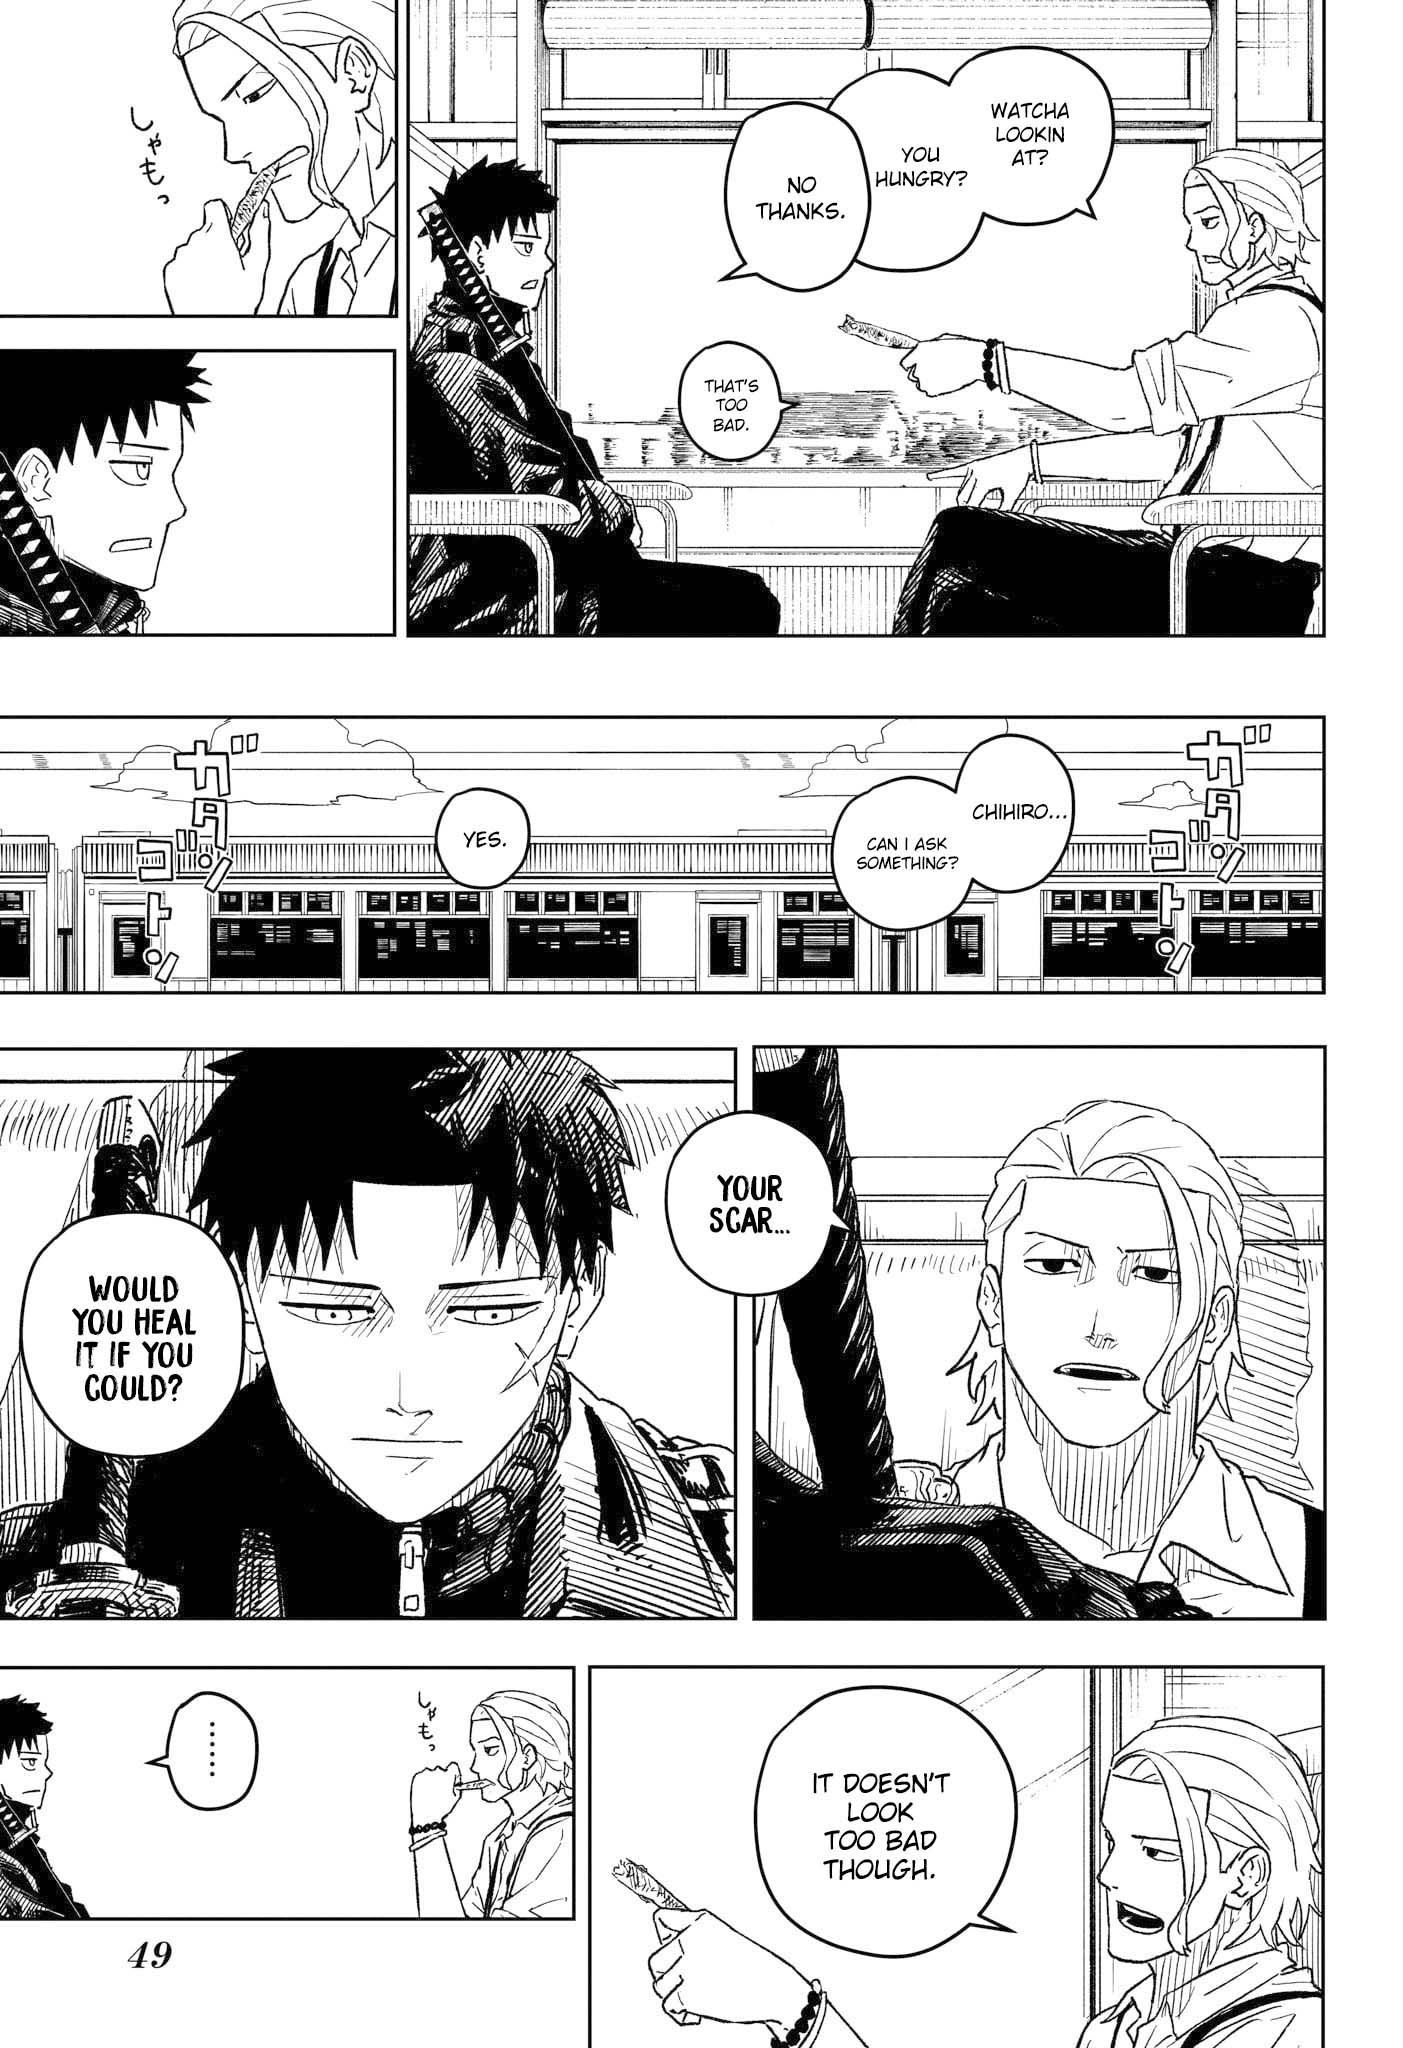 WATCHA
LOOKIN
AT?
YOU
HUNGRY?
NO
THANKS.
THAT'S
TOO
BAD.
しゃもっ
ガタン
ゴトン
CHIHIRO...
CAN I ASK
SOMETHING?
YES.
ガタン
ゴトン
YOUR
SCAR...
WOULD
YOU HEAL
IT IF YOU
COULD?
IT DOESN'T
LOOK
TOO BAD
THOUGH.
しゃもっ
........
49